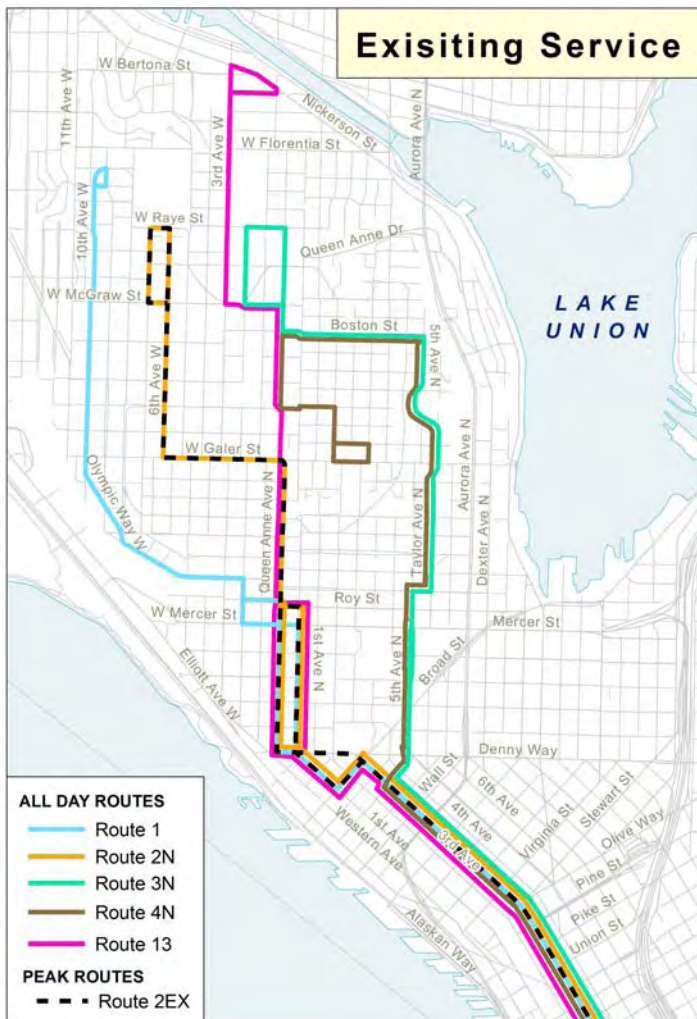 Exisiting Service
W Bertona St
Nickerson St
Aurora Ave N
11th Ave W
3rd Ave W
W Florentia St
10th Ave W
W Raye St
Queen Anne Dr
W McGraw St
LAKE
UNION
Boston St
5th Ave N
6th Ave W
W Galer St
Aurora Ave N
Olympic Way W
Queen Anne Ave N
Taylor Ave N
Dexter Ave N
Roy St
W Mercer St
Mercer St
1st Ave N
Broad St
Elliott Ave W
5th Ave N
Denny Way
Wall St
6th Ave
4th Ave
Virginia St
Stewart St
Olive Way
1st Ave
3rd Ave
Western Ave
Pine St
Pike St
Union St
Alaskan Way
ALL DAY ROUTES
Route 1
Route 2N
Route 3N
Route 4N
Route 13
PEAK ROUTES
Route 2EX